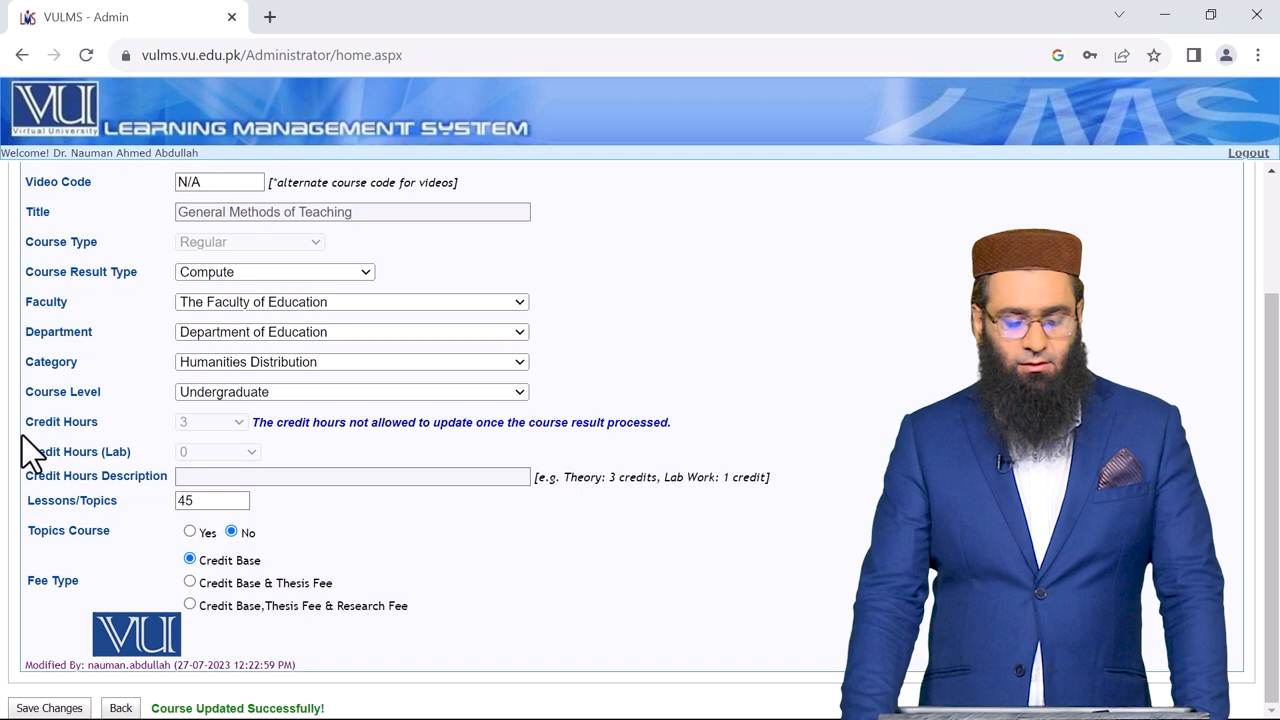 VULMS - Admin
vulms.vu.edu.pk/Administrator/home.aspx
VU
Virtual University
LEARNING MANAGEMENT SYSTEM
LMS
Welcome! Dr. Nauman Ahmed Abdullah
Logout
Video Code N/A [*alternate course code for videos]
Title General Methods of Teaching
Course Type Regular
Course Result Type Compute
Faculty The Faculty of Education
Department Department of Education
Category Humanities Distribution
Course Level Undergraduate
Credit Hours 3 The credit hours not allowed to update once the course result processed.
Credit Hours (Lab) 0
Credit Hours Description [e.g. Theory: 3 credits, Lab Work: 1 credit]
Lessons/Topics 45
Topics Course Yes No
Credit Base
Fee Type Credit Base & Thesis Fee
Credit Base,Thesis Fee & Research Fee
VU
Modified By: nauman.abdullah (27-07-2023 12:22:59 PM)
Save Changes Back Course Updated Successfully!